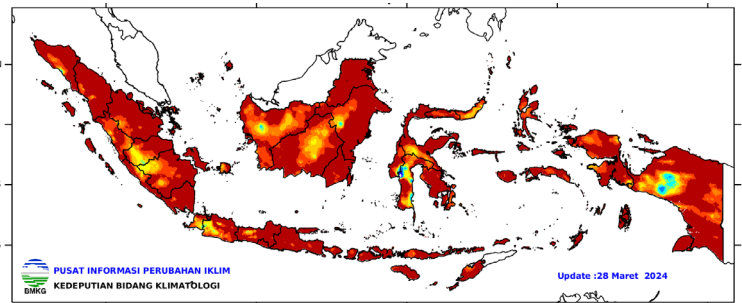 PUSAT INFORMASI PERUBAHAN IKLIM
KEDEPUTIAN BIDANG KLIMATOLOGI
BMKG
Update :28 Maret 2024